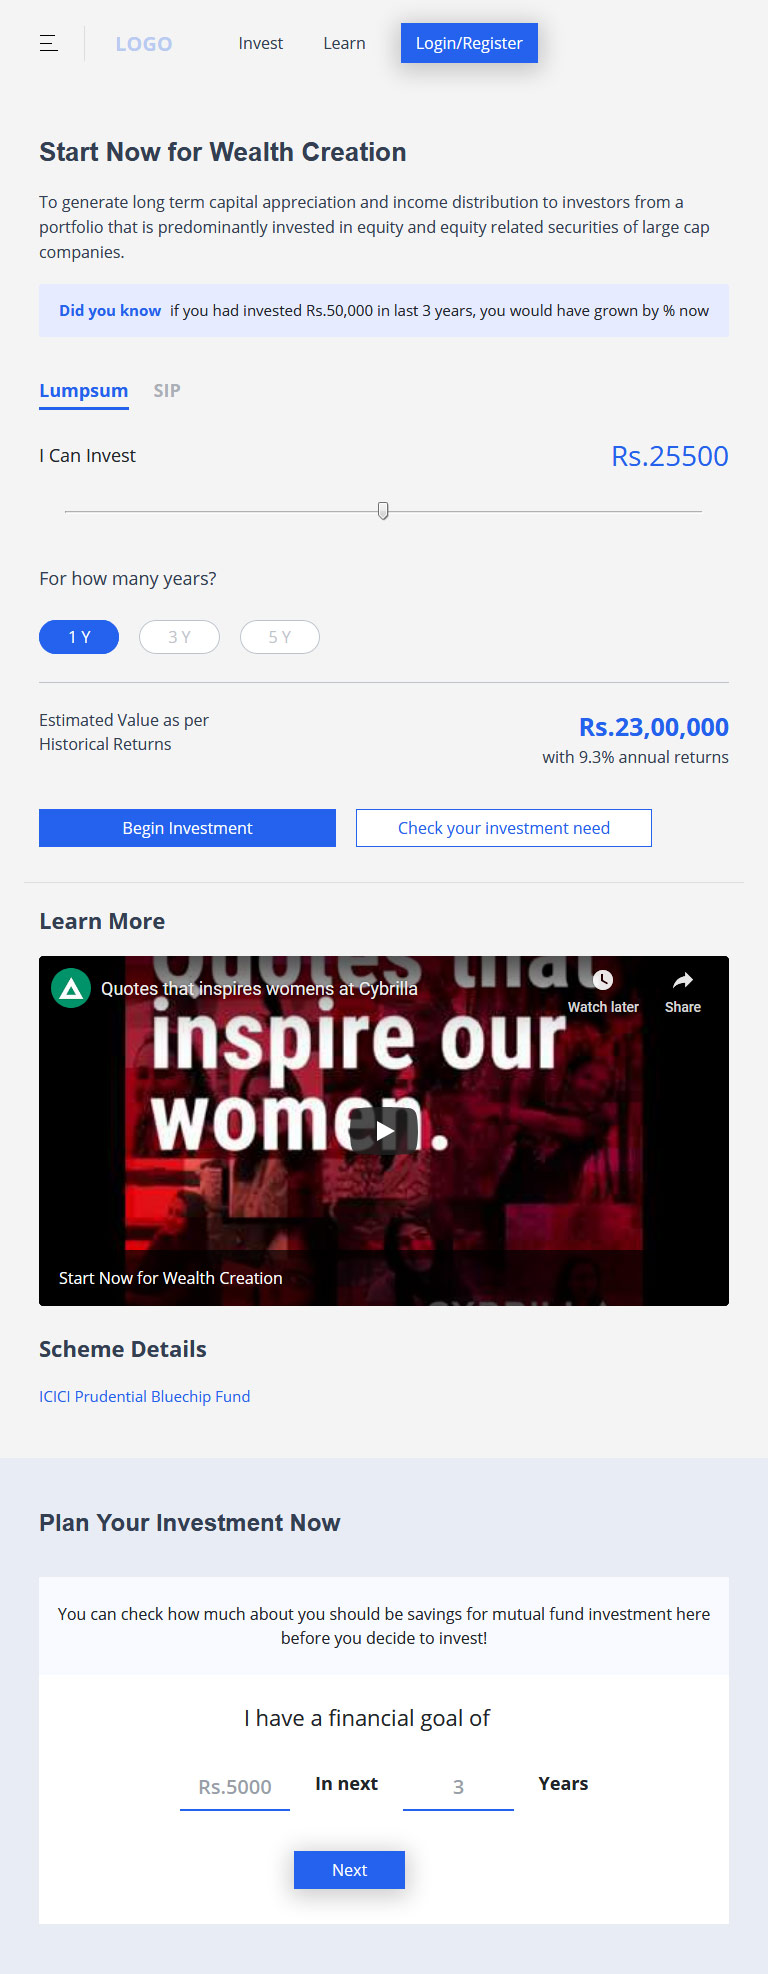 LOGO Invest Learn Login/Register
Start Now for Wealth Creation
To generate long term capital appreciation and income distribution to investors from a
portfolio that is predominantly invested in equity and equity related securities of large cap
companies.
Did you know if you had invested Rs.50,000 in last 3 years, you would have grown by % now
Lumpsum SIP
I Can Invest Rs.25500
For how many years?
1 Y 3 Y 5 Y
Estimated Value as per
Historical Returns
Rs.23,00,000
with 9.3% annual returns
Begin Investment Check your investment need
Learn More
Quotes that
Quotes that inspires womens at Cybrilla
Watch later Share
inspire our
women.
Start Now for Wealth Creation
CYBRILLA
Scheme Details
ICICI Prudential Bluechip Fund
Plan Your Investment Now
You can check how much about you should be savings for mutual fund investment here
before you decide to invest!
I have a financial goal of
Rs.5000 In next 3 Years
Next